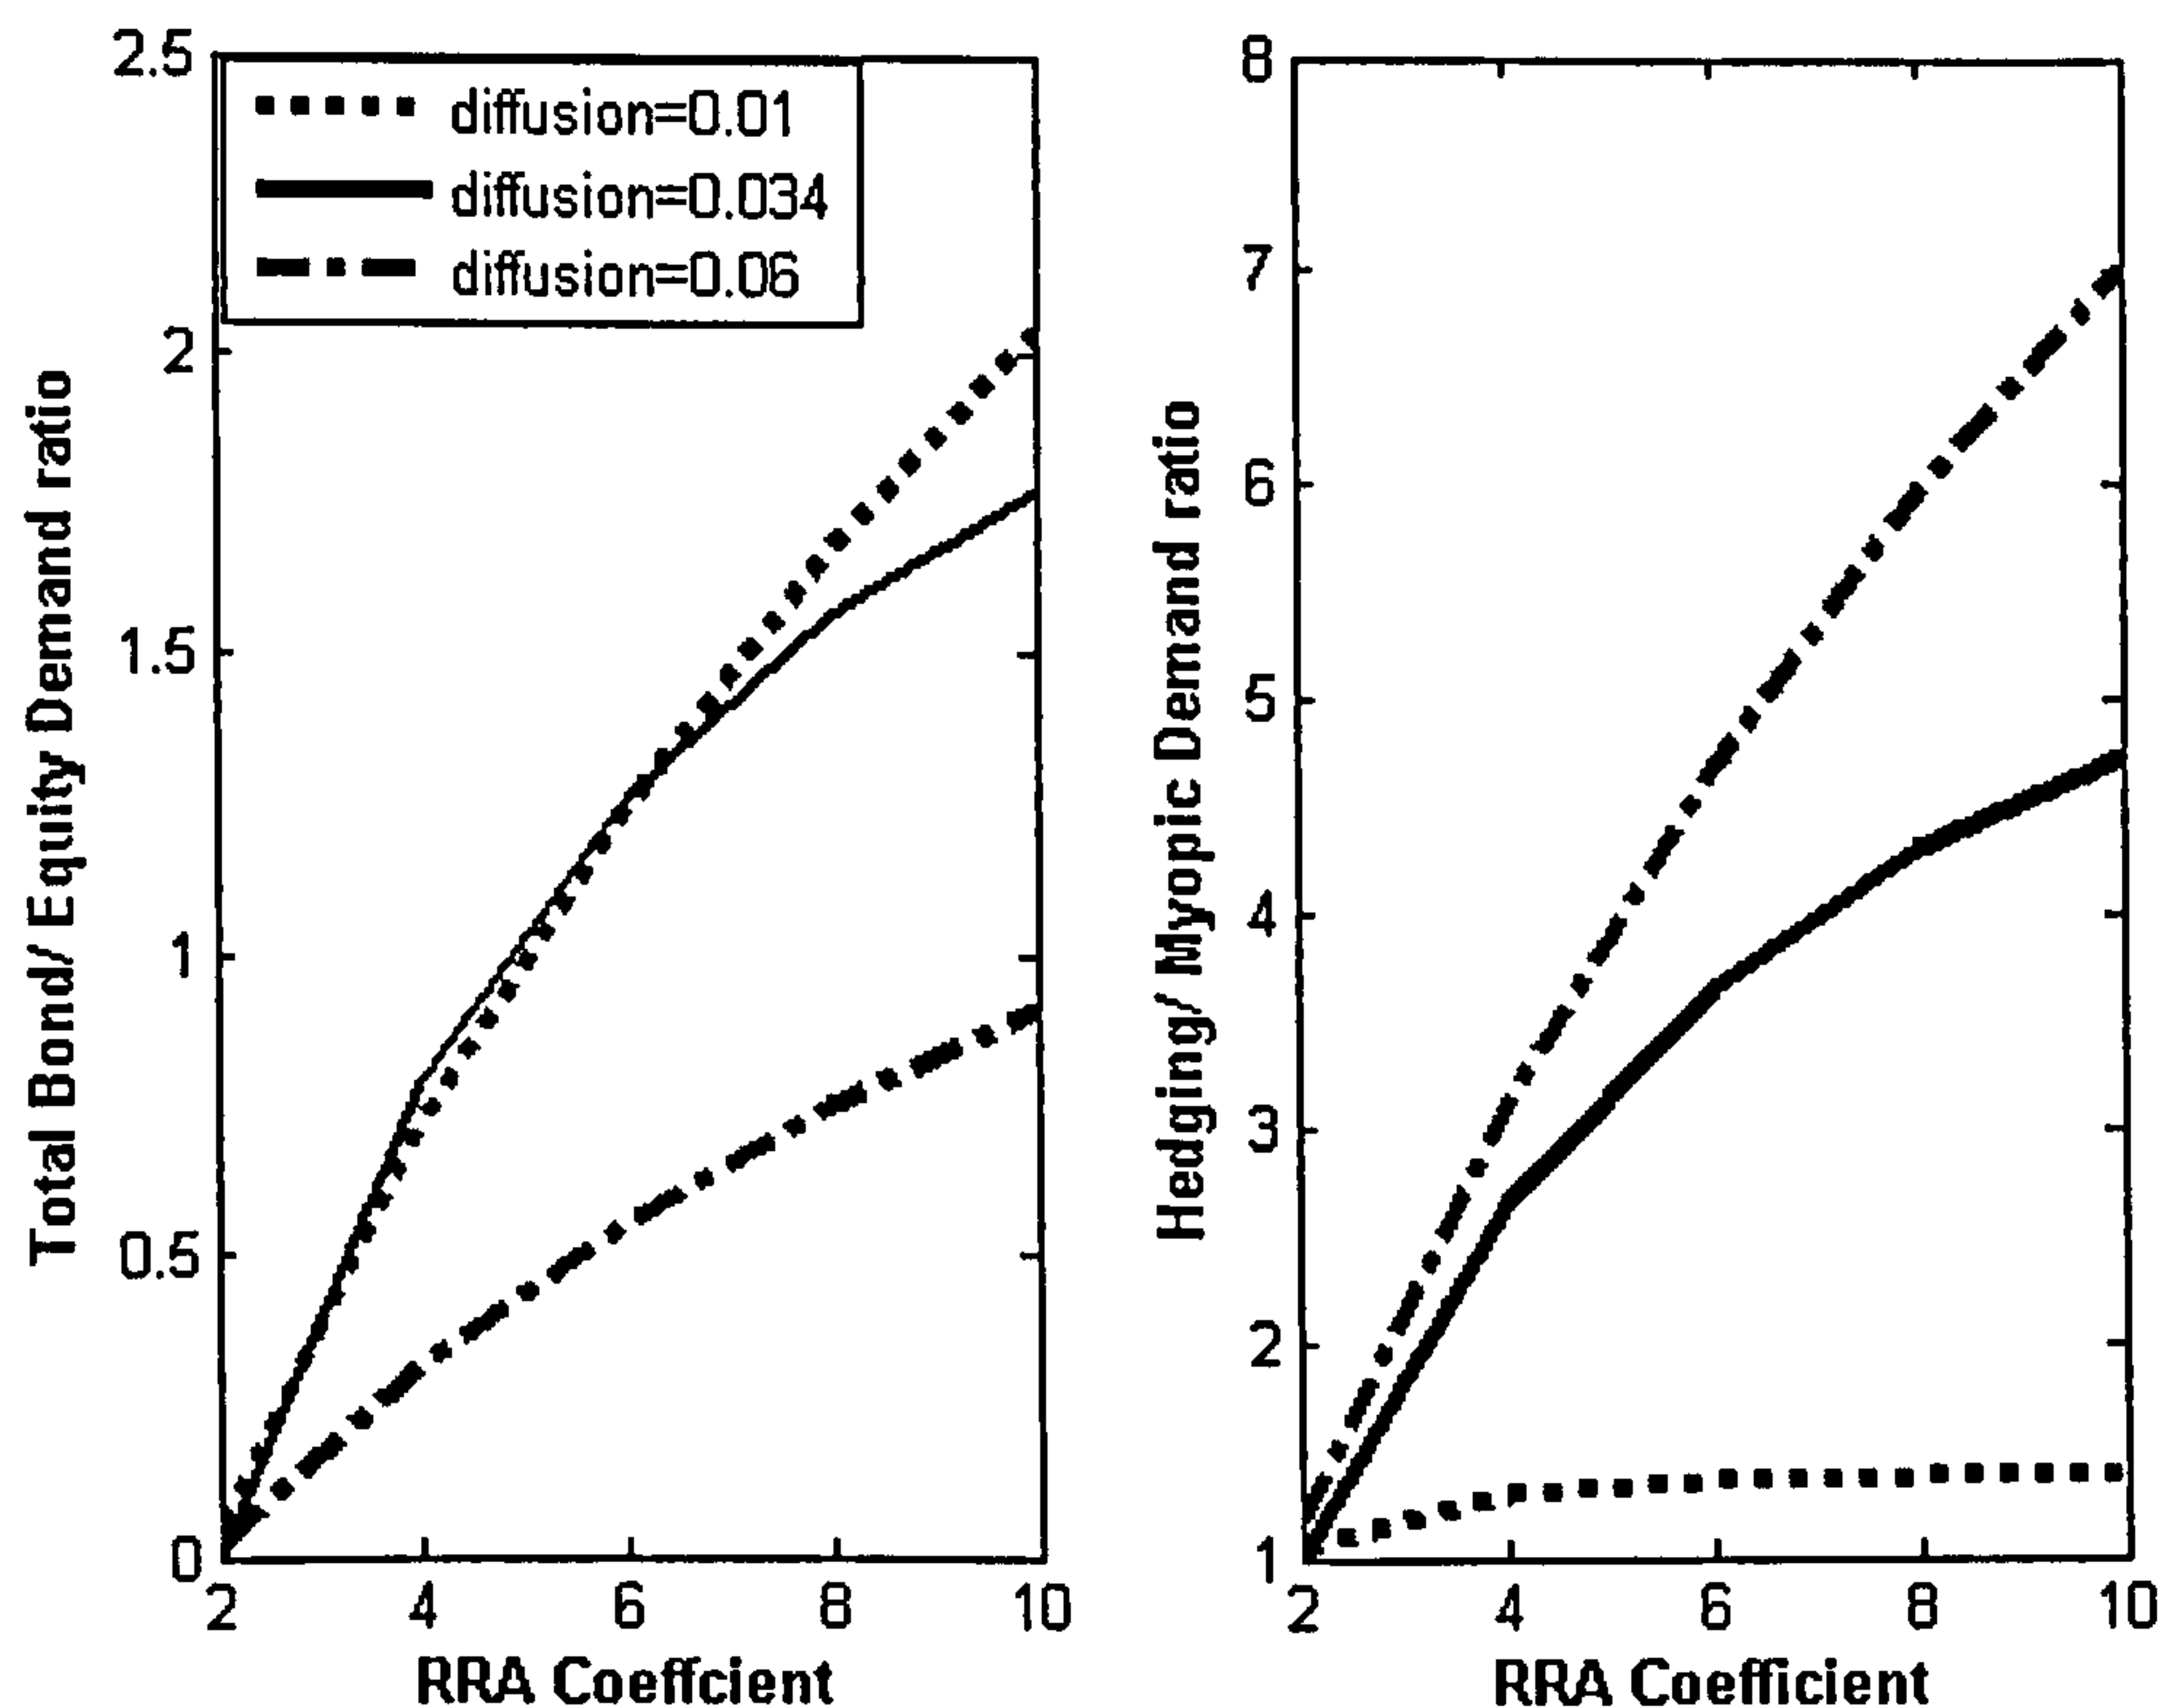 Total Bond/ Equity Demand ratio
2.5
2
1.5
1
0.5
0
diffusion=0.01
diffusion=0.034
diffusion=0.06
2 4 6 8 10
RRA Coeffcient
Hedging/ Myopic Demand ratio
8
7
6
5
4
3
2
1
2 4 6 8 10
RRA Coefficient